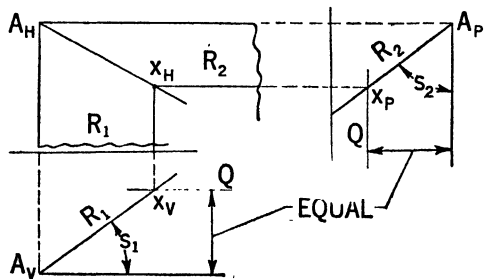 A_H
A_P
X_H
R_2
R_2
X_P
S_2
R_1
Q
Q
R_1
X_V
EQUAL
S_1
A_V